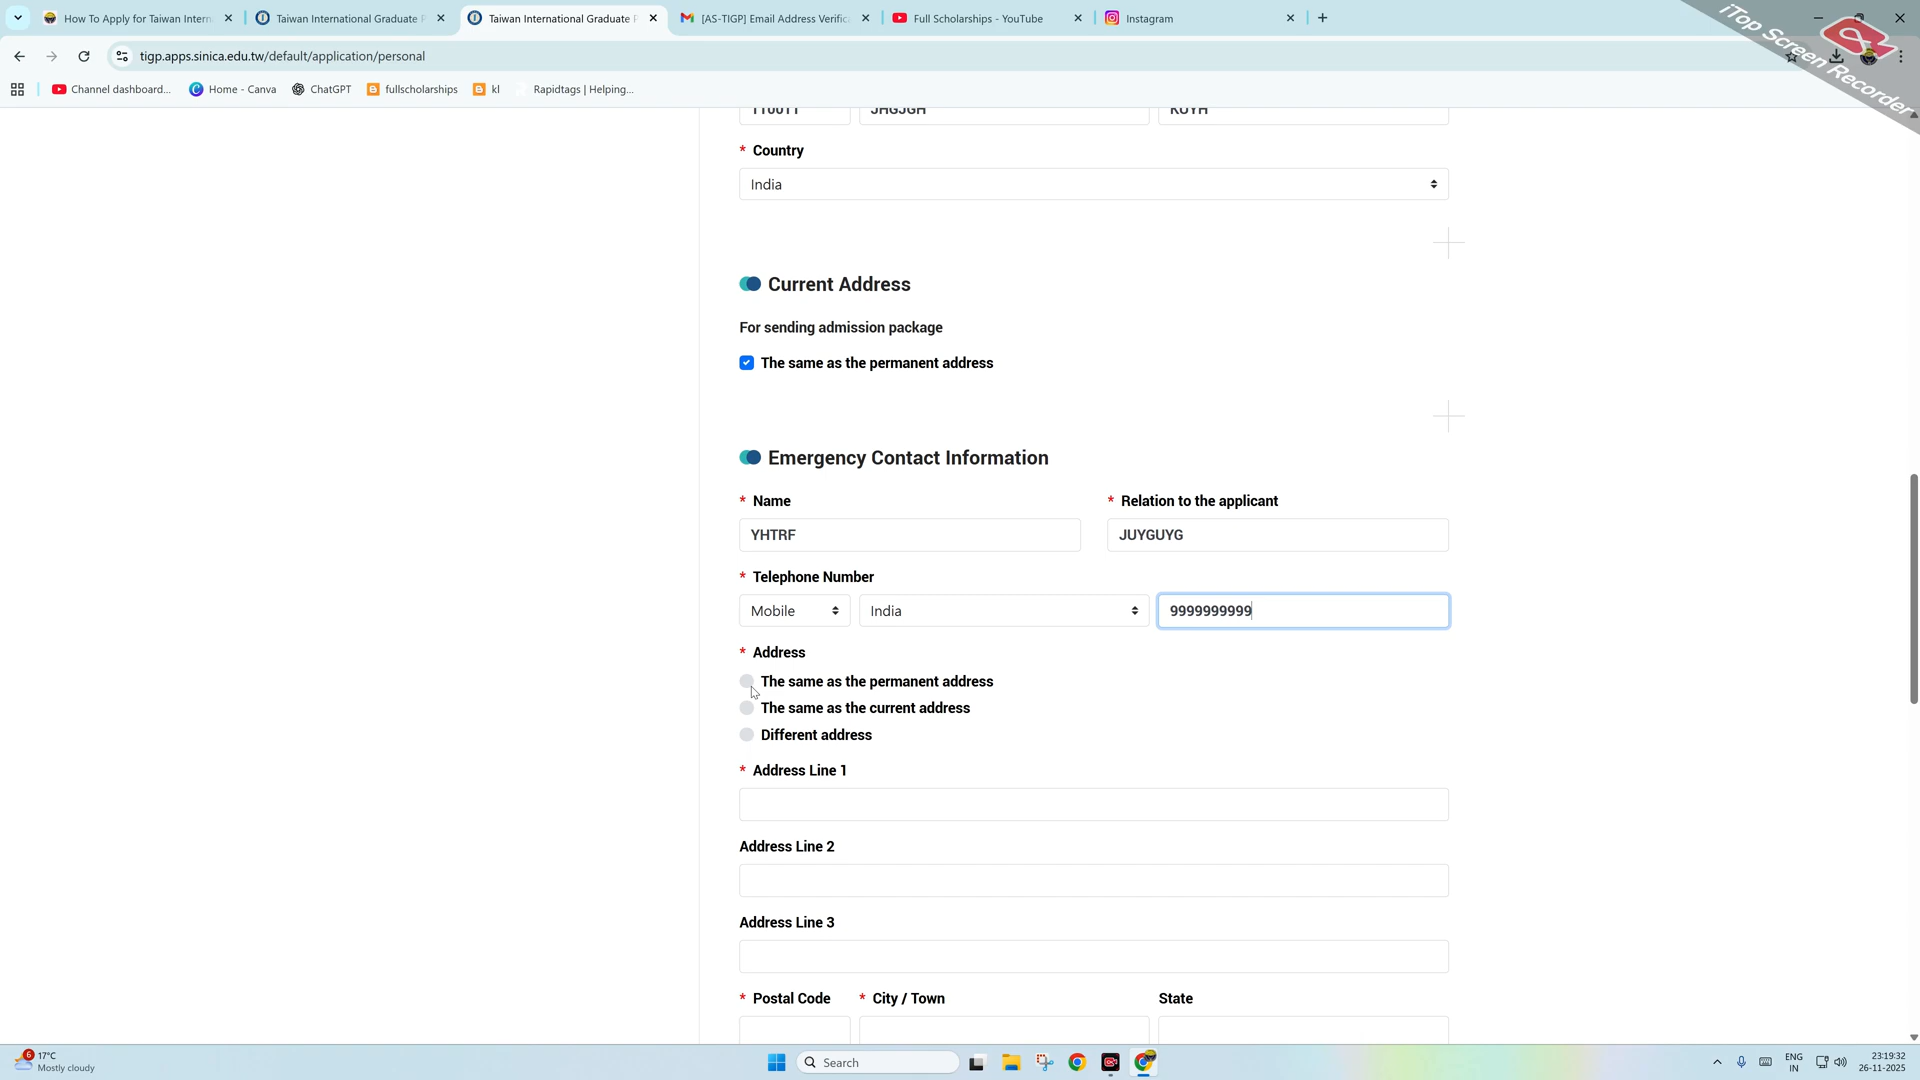 How To Apply for Taiwan Intern
Taiwan International Graduate P
Taiwan International Graduate P
[AS-TIGP] Email Address Verific
Full Scholarships - YouTube
Instagram
iTop Screen Recorder
tigp.apps.sinica.edu.tw/default/application/personal
Channel dashboard...
Home - Canva
ChatGPT
fullscholarships
kl
Rapidtags | Helping...
110011
JHGJGH
KUYH
* Country
India
Current Address
For sending admission package
The same as the permanent address
Emergency Contact Information
* Name
* Relation to the applicant
YHTRF
JUYGUYG
* Telephone Number
Mobile
India
9999999999
* Address
The same as the permanent address
The same as the current address
Different address
* Address Line 1
Address Line 2
Address Line 3
* Postal Code
* City / Town
State
6
17°C
Mostly cloudy
Search
ENG
IN
23:19:32
26-11-2025